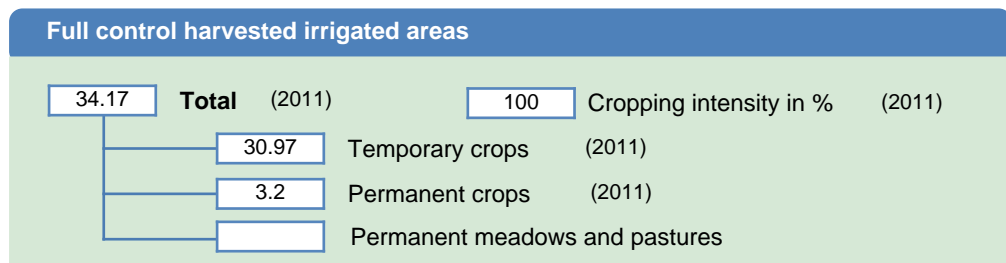 Full control harvested irrigated areas
34.17 Total (2011) 100 Cropping intensity in % (2011)
30.97 Temporary crops (2011)
3.2 Permanent crops (2011)
Permanent meadows and pastures